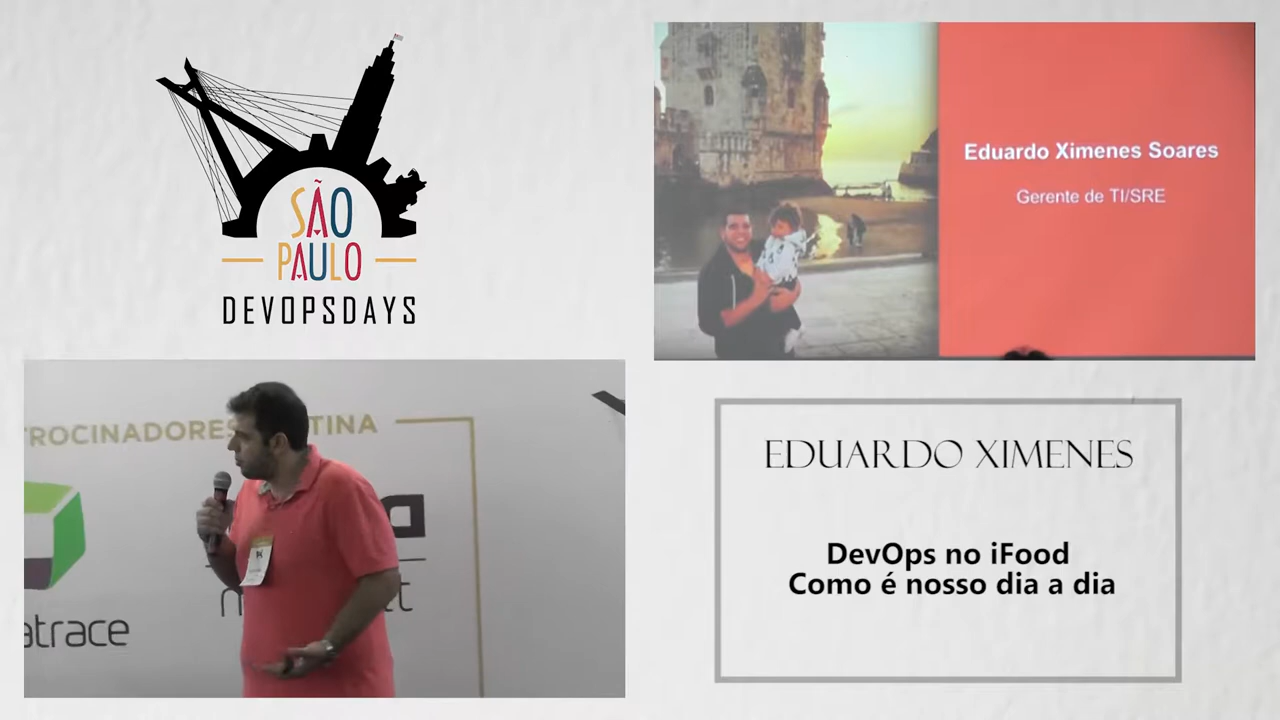 SÃO
PAULO
DEVOPSDAYS
Eduardo Ximenes Soares
Gerente de TI/SRE
EDUARDO XIMENES
DevOps no iFood
Como é nosso dia a dia
TROCINADORES
TINA
atrace